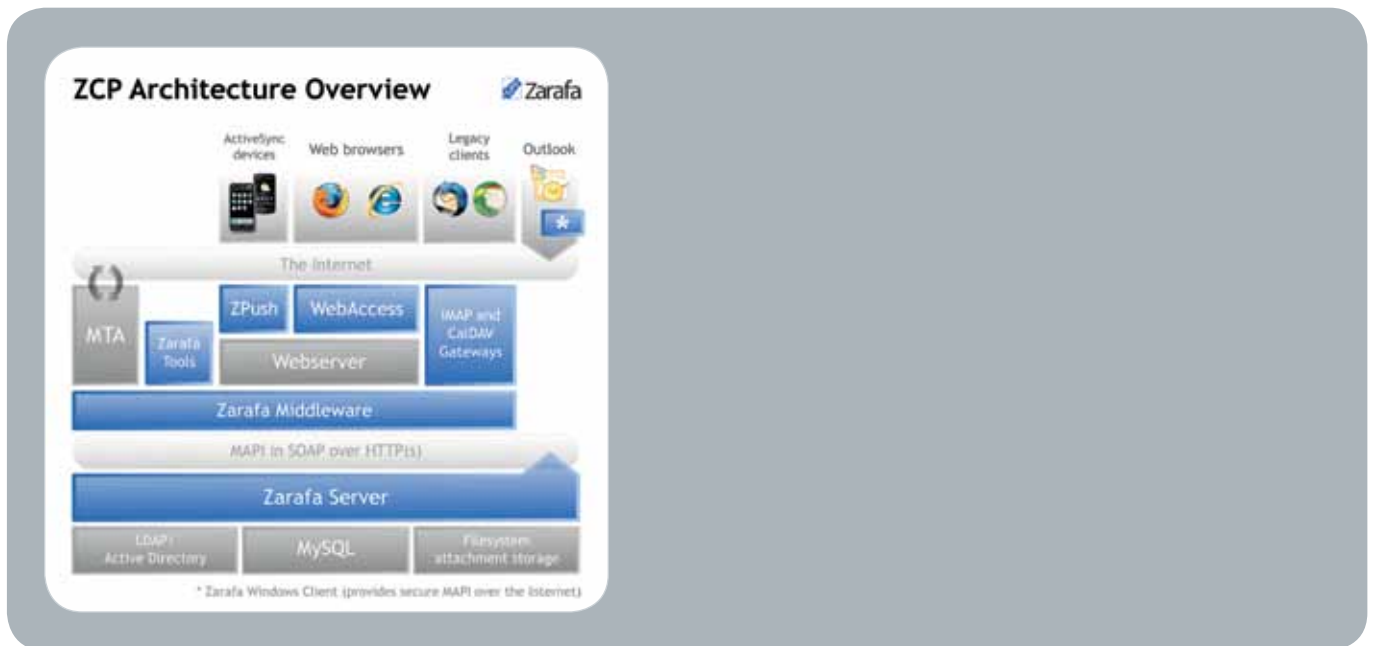 ZCP Architecture Overview
Zarafa
ActiveSync
devices
Web browsers
Legacy
clients
Outlook
*
The Internet
MTA
Zarafa
Tools
ZPush
WebAccess
Webserver
IMAP and
CalDAV
Gateways
Zarafa Middleware
MAPI in SOAP over HTTP(s)
Zarafa Server
LDAP/
Active Directory
MySQL
Filesystem
attachment storage
* Zarafa Windows Client (provides secure MAPI over the Internet)